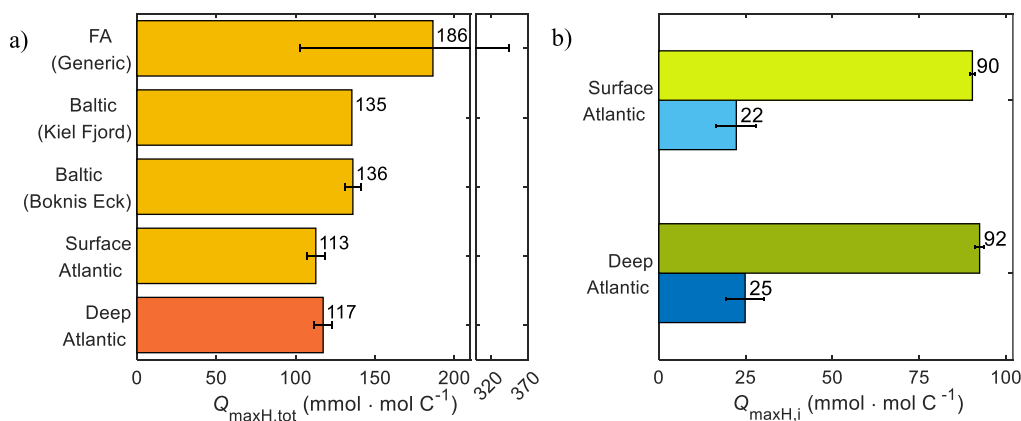 a)
FA
(Generic)
186
Baltic
(Kiel Fjord)
135
Baltic
(Boknis Eck)
136
Surface
Atlantic
113
Deep
Atlantic
117
0 50 100 150 200 320 370
Q maxH,tot (mmol · mol C⁻¹)
b)
Surface
Atlantic
90
22
Deep
Atlantic
92
25
0 25 50 75 100
Q maxH,i (mmol · mol C⁻¹)